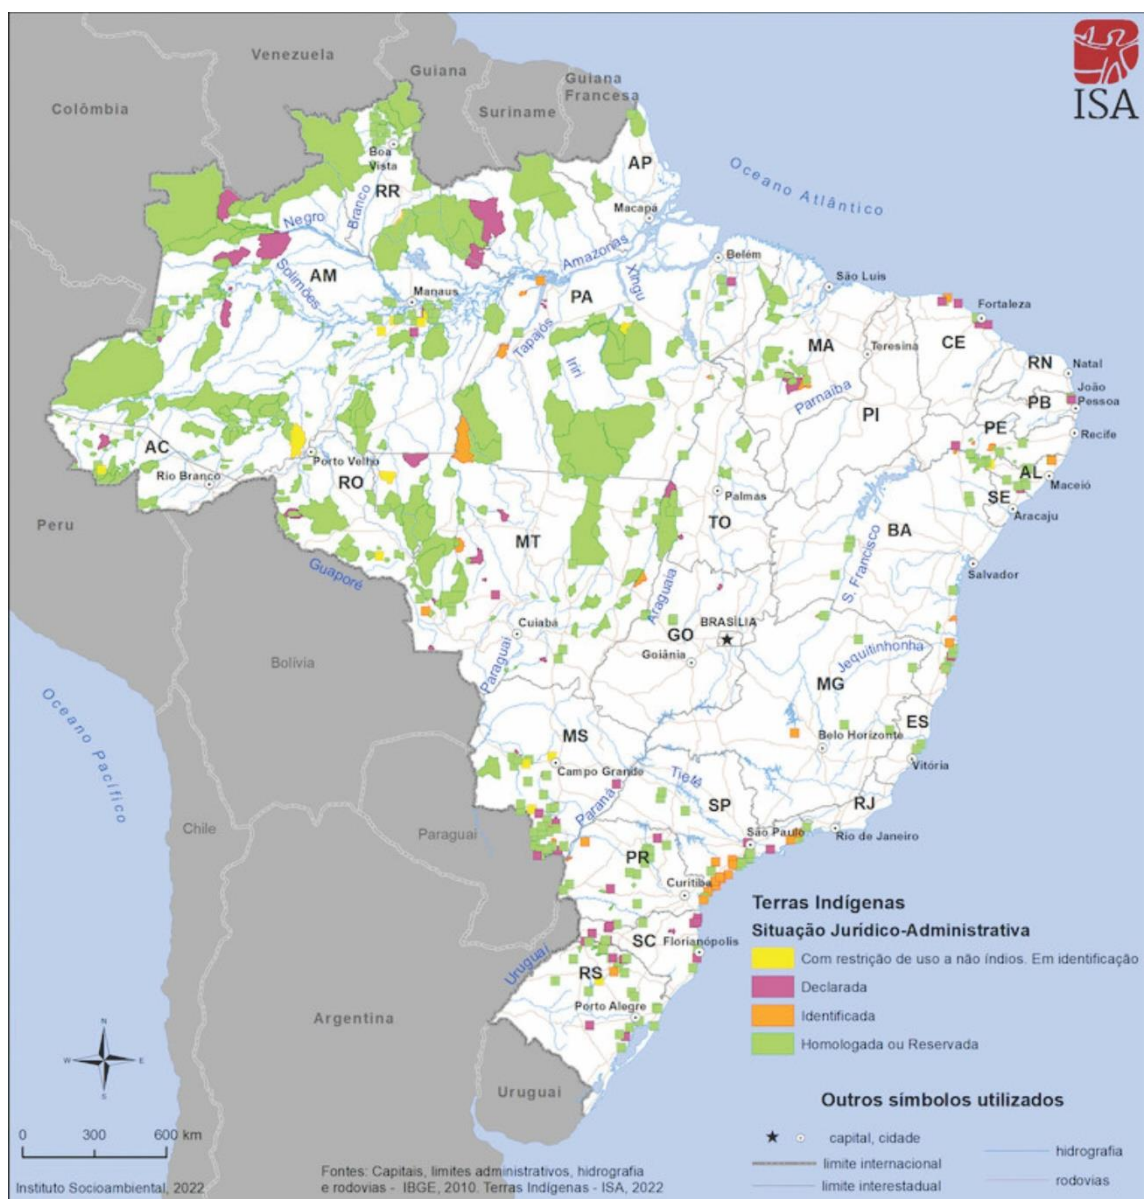 Venezuela
Guiana
Guiana
Francesa
Suriname
Colômbia
ISA
Boa
Vista
RR
AP
Macapá
Oceano Atlântico
Negro
Branco
Amazonas
Belém
Solimões
AM
Manaus
PA
Xingu
São Luis
Tapajós
Iriri
MA
Teresina
Fortaleza
CE
RN
Natal
Parnaíba
PB
João
Pessoa
PI
PE
Recife
AC
Porto Velho
Rio Branco
RO
AL
Maceió
Palmas
SE
Aracaju
Peru
TO
BA
MT
S. Francisco
Salvador
Guaporé
Araguaia
Cuiabá
BRASÍLIA
GO
Goiânia
Paraguai
Bolívia
Jequitinhonha
MG
Oceano Pacífico
ES
MS
Belo Horizonte
Vitória
Campo Grande
Tietê
SP
RJ
Paraná
Chile
Paraguai
São Paulo
Rio de Janeiro
PR
Curitiba
SC
Florianópolis
Uruguai
RS
Porto Alegre
Argentina
Uruguai
Terras Indígenas
Situação Jurídico-Administrativa
Com restrição de uso a não índios. Em identificação
Declarada
Identificada
Homologada ou Reservada
Outros símbolos utilizados
capital, cidade
limite internacional
limite interestadual
hidrografia
rodovias
N
W E
S
0 300 600 km
Instituto Socioambiental, 2022
Fontes: Capitais, limites administrativos, hidrografia
e rodovias - IBGE, 2010. Terras Indígenas - ISA, 2022